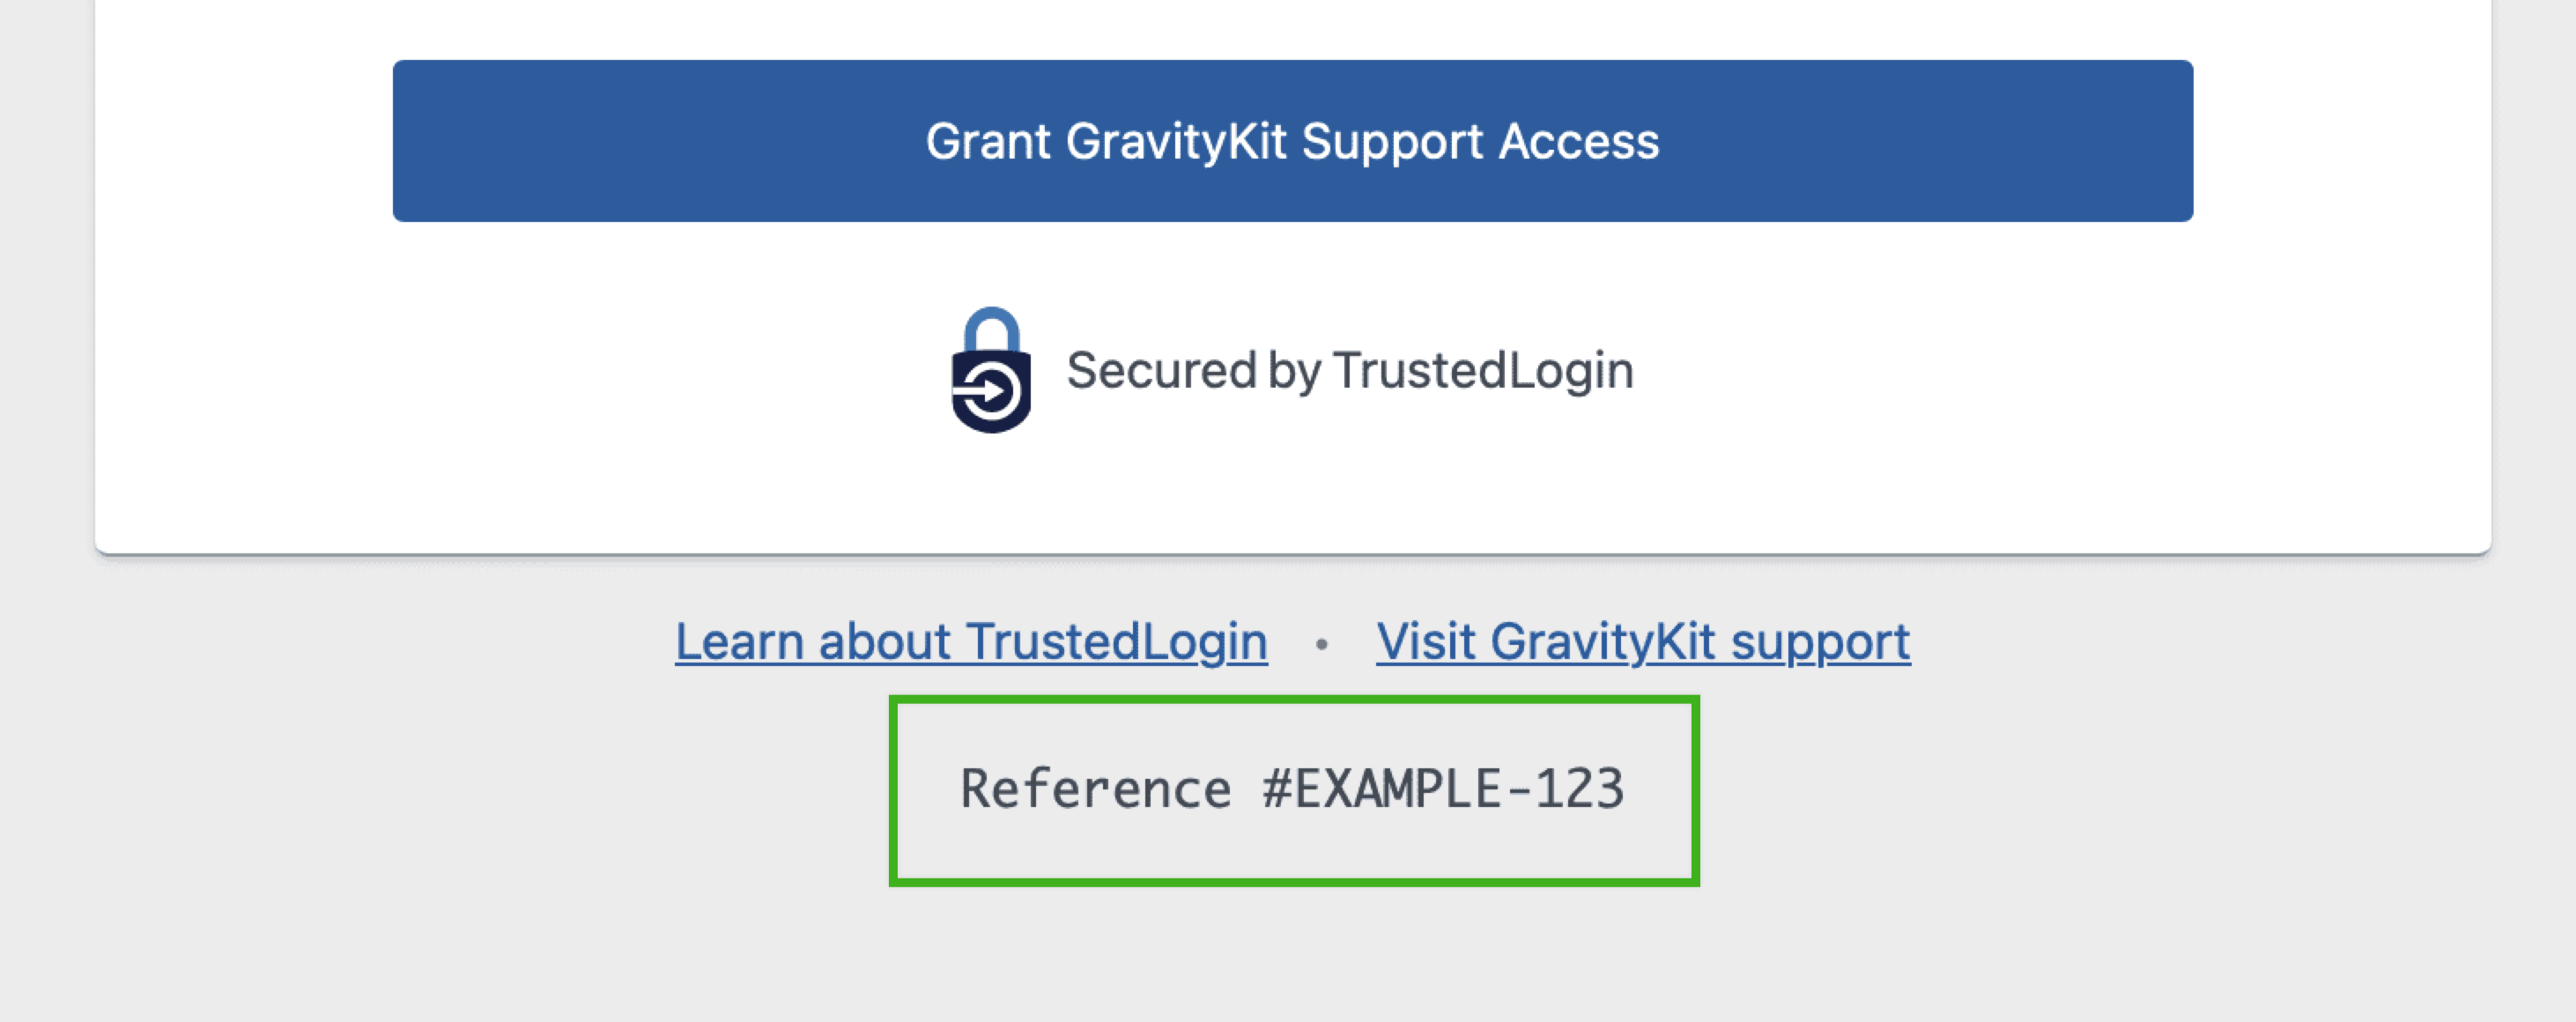 Grant GravityKit Support Access
Secured by TrustedLogin
Learn about TrustedLogin • Visit GravityKit support
Reference #EXAMPLE-123